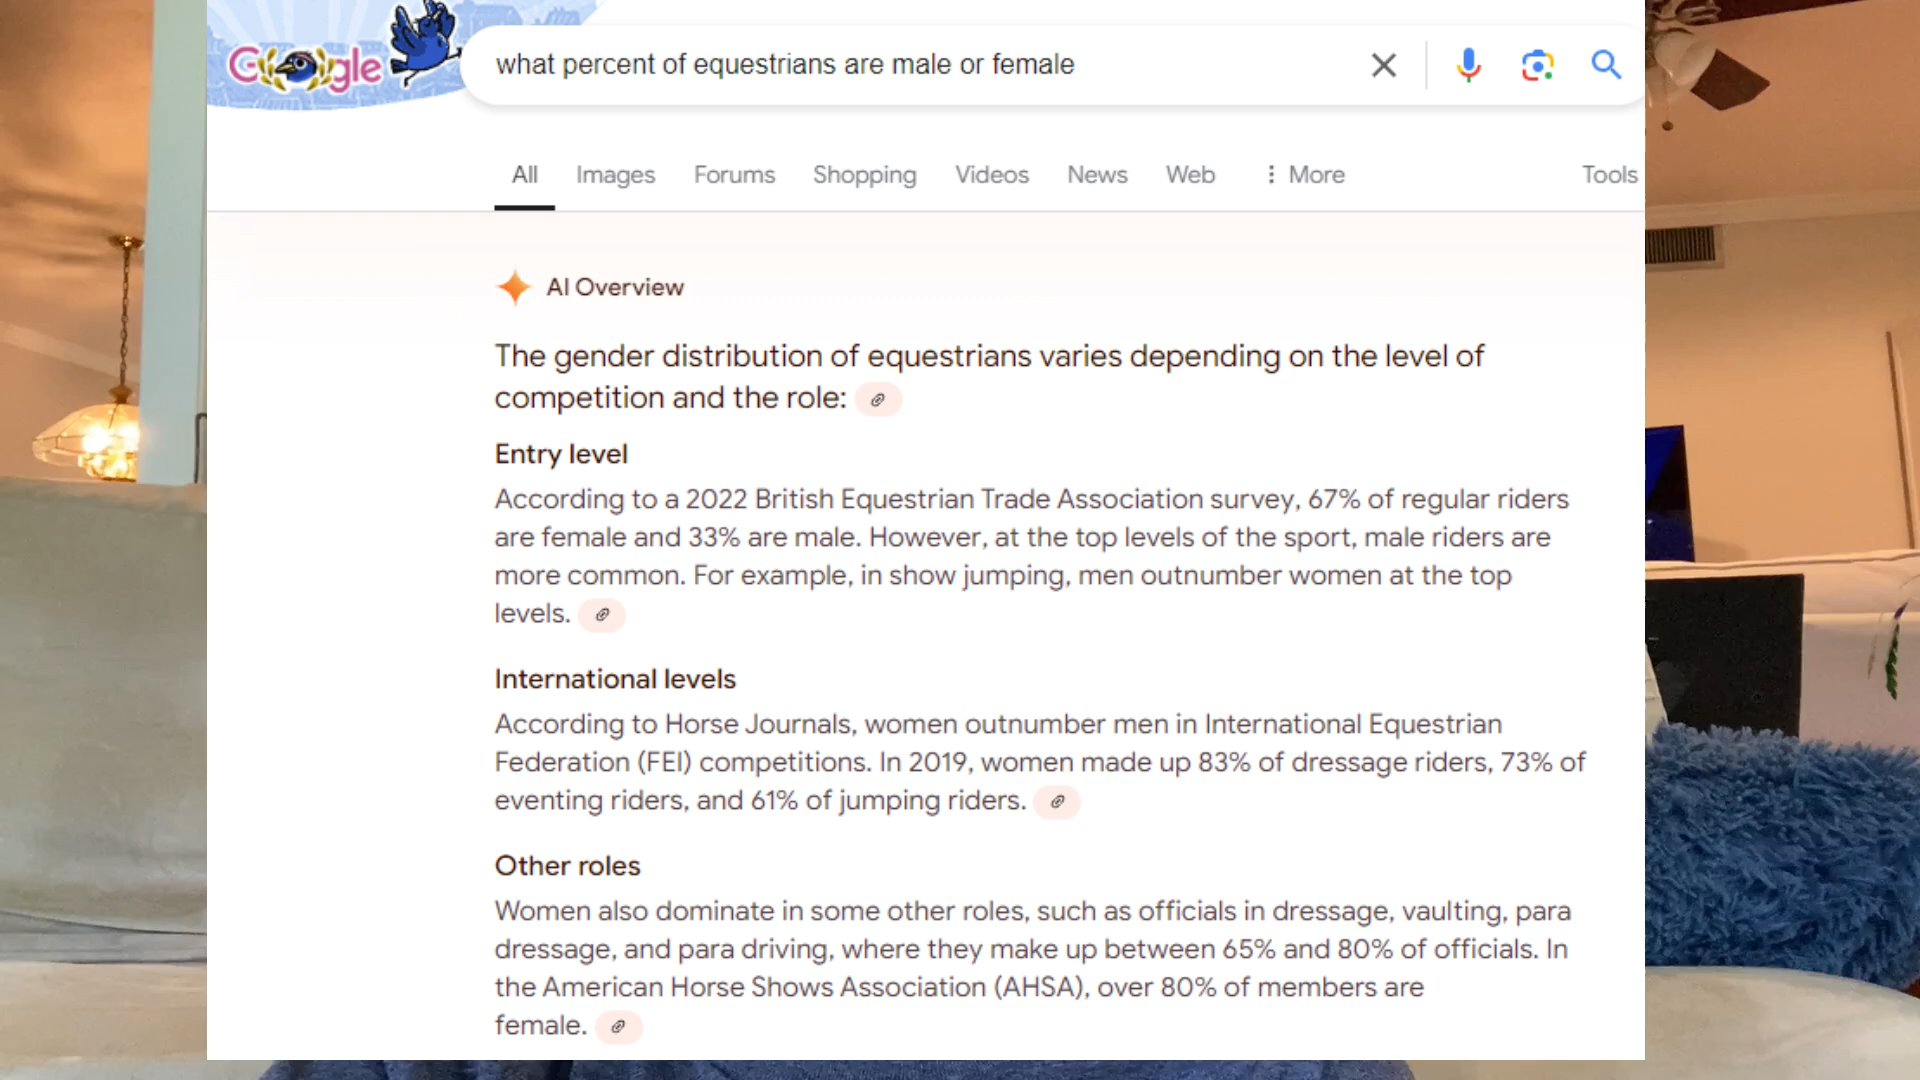 Google
what percent of equestrians are male or female
All Images Forums Shopping Videos News Web More Tools
AI Overview
The gender distribution of equestrians varies depending on the level of
competition and the role:
Entry level
According to a 2022 British Equestrian Trade Association survey, 67% of regular riders
are female and 33% are male. However, at the top levels of the sport, male riders are
more common. For example, in show jumping, men outnumber women at the top
levels.
International levels
According to Horse Journals, women outnumber men in International Equestrian
Federation (FEI) competitions. In 2019, women made up 83% of dressage riders, 73% of
eventing riders, and 61% of jumping riders.
Other roles
Women also dominate in some other roles, such as officials in dressage, vaulting, para
dressage, and para driving, where they make up between 65% and 80% of officials. In
the American Horse Shows Association (AHSA), over 80% of members are
female.